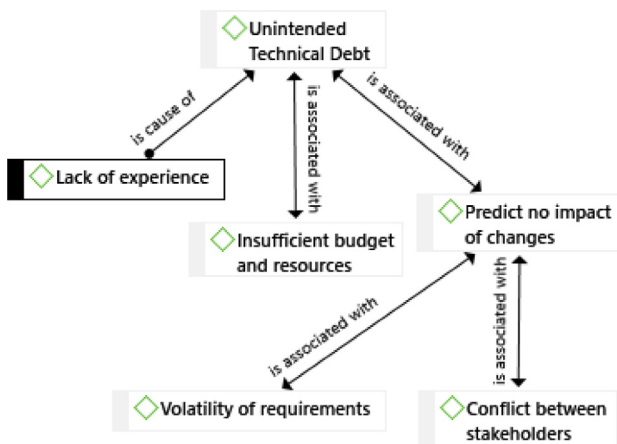 Unintended
Technical Debt
is cause of
is associated with
is associated with
Lack of experience
Predict no impact
of changes
Insufficient budget
and resources
is associated with
is associated with
Volatility of requirements
Conflict between
stakeholders